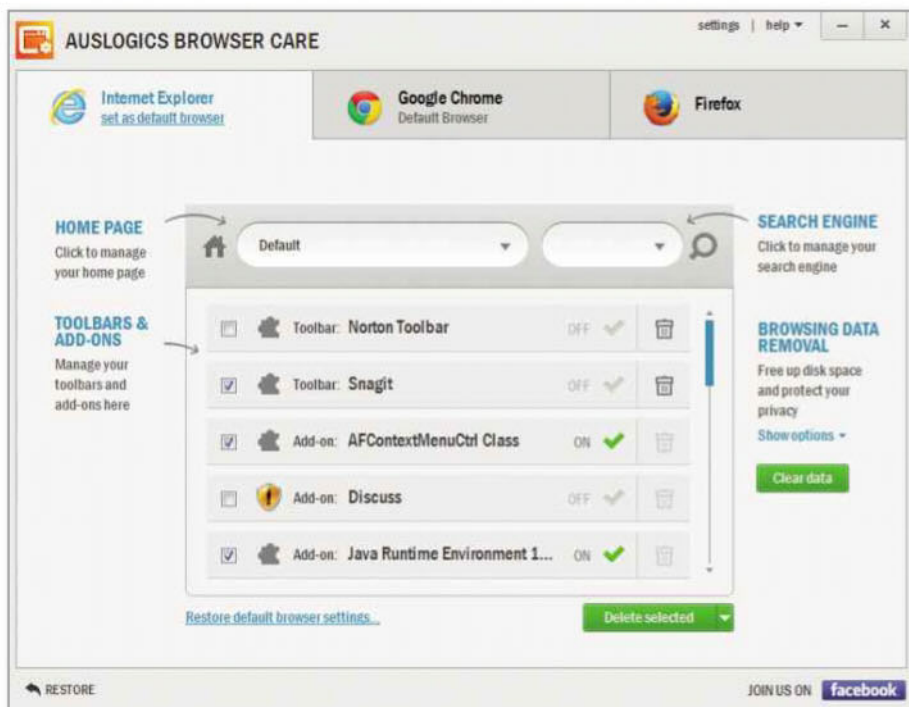 AUSLOGICS BROWSER CARE
settings | help
Internet Explorer
set as default browser
Google Chrome
Default Browser
Firefox
HOME PAGE
Click to manage
your home page
Default
SEARCH ENGINE
Click to manage your
search engine
TOOLBARS &
ADD-ONS
Manage your
toolbars and
add-ons here
Toolbar: Norton Toolbar OFF
Toolbar: Snagit OFF
Add-on: AFContextMenuCtrl Class ON
Add-on: Discuss OFF
Add-on: Java Runtime Environment 1... ON
BROWSING DATA
REMOVAL
Free up disk space
and protect your
privacy
Show options
Clear data
Restore default browser settings...
Delete selected
RESTORE
JOIN US ON facebook